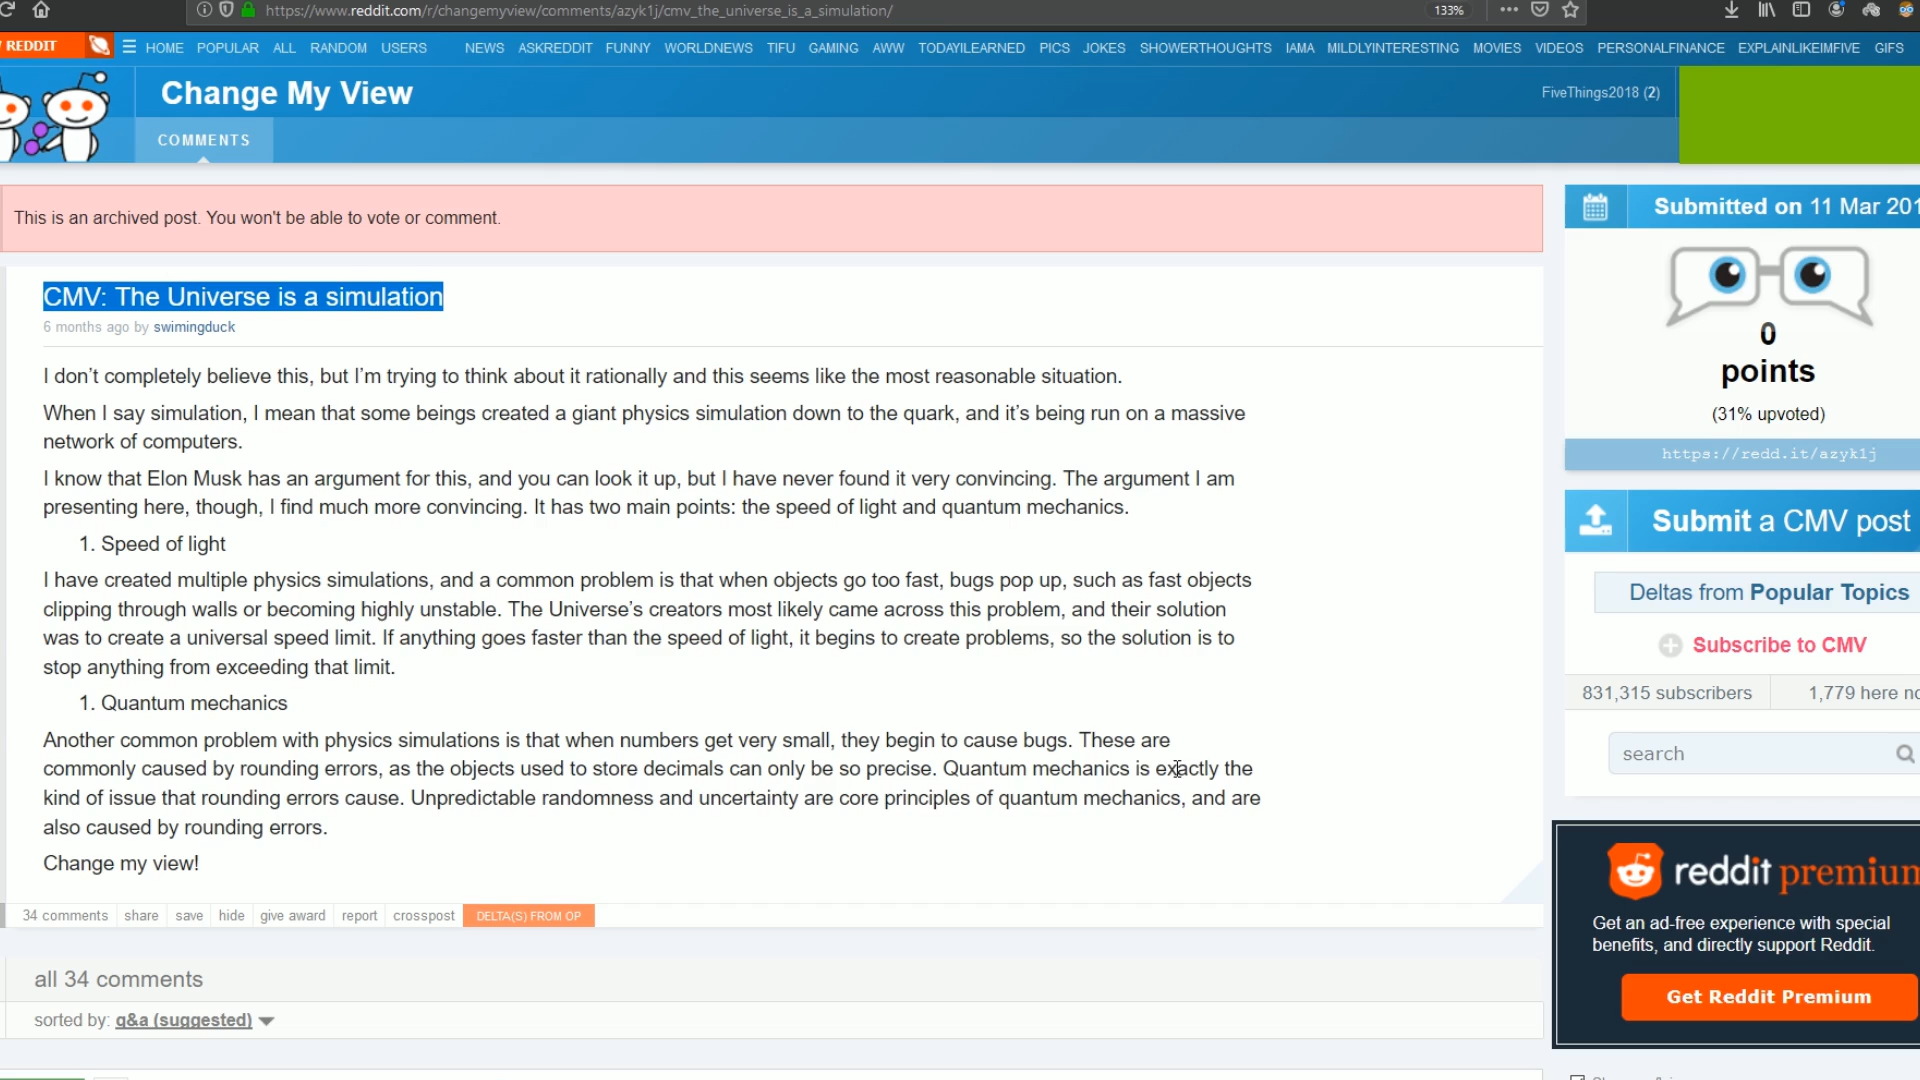 https://www.reddit.com/r/changemyview/comments/azyk1j/cmv_the_universe_is_a_simulation/
133%
REDDIT
HOME POPULAR ALL RANDOM USERS NEWS ASKREDDIT FUNNY WORLDNEWS TIFU GAMING AWW TODAYILEARNED PICS JOKES SHOWERTHOUGHTS IAMA MILDLYINTERESTING MOVIES VIDEOS PERSONALFINANCE EXPLAINLIKEIMFIVE GIFS
Change My View
FiveThings2018 (2)
COMMENTS
This is an archived post. You won't be able to vote or comment.
CMV: The Universe is a simulation
6 months ago by swimingduck
I don’t completely believe this, but I’m trying to think about it rationally and this seems like the most reasonable situation.
When I say simulation, I mean that some beings created a giant physics simulation down to the quark, and it’s being run on a massive
network of computers.
I know that Elon Musk has an argument for this, and you can look it up, but I have never found it very convincing. The argument I am
presenting here, though, I find much more convincing. It has two main points: the speed of light and quantum mechanics.
1. Speed of light
I have created multiple physics simulations, and a common problem is that when objects go too fast, bugs pop up, such as fast objects
clipping through walls or becoming highly unstable. The Universe’s creators most likely came across this problem, and their solution
was to create a universal speed limit. If anything goes faster than the speed of light, it begins to create problems, so the solution is to
stop anything from exceeding that limit.
1. Quantum mechanics
Another common problem with physics simulations is that when numbers get very small, they begin to cause bugs. These are
commonly caused by rounding errors, as the objects used to store decimals can only be so precise. Quantum mechanics is exactly the
kind of issue that rounding errors cause. Unpredictable randomness and uncertainty are core principles of quantum mechanics, and are
also caused by rounding errors.
Change my view!
34 comments share save hide give award report crosspost DELTA(S) FROM OP
all 34 comments
sorted by: q&a (suggested)
Submitted on 11 Mar 201
0
points
(31% upvoted)
https://redd.it/azyk1j
Submit a CMV post
Deltas from Popular Topics
Subscribe to CMV
831,315 subscribers
1,779 here no
search
reddit premium
Get an ad-free experience with special
benefits, and directly support Reddit.
Get Reddit Premium